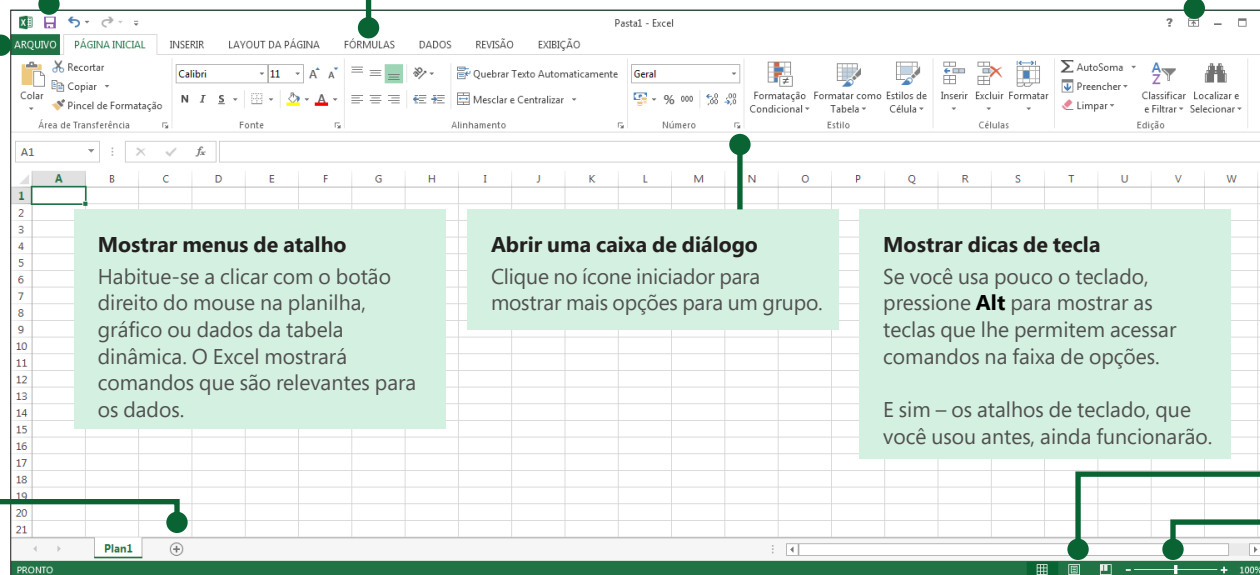 Pasta1 - Excel
?
ARQUIVO PÁGINA INICIAL INSERIR LAYOUT DA PÁGINA FÓRMULAS DADOS REVISÃO EXIBIÇÃO
Colar
Recortar
Copiar
Pincel de Formatação
Área de Transferência
Calibri 11 A A
N I S A
Fonte
Quebrar Texto Automaticamente
Mesclar e Centralizar
Alinhamento
Geral
% 000
Número
Formatação Condicional
Formatar como Tabela
Estilos de Célula
Estilo
Inserir Excluir Formatar
Células
AutoSoma
Preencher
Limpar
Classificar e Filtrar
Localizar e Selecionar
Edição
A1 fx
A B C D E F G H I J K L M N O P Q R S T U V W
1
2
3
4
5
6
7
8
9
10
11
12
13
14
15
16
17
18
19
20
21
Mostrar menus de atalho
Habitue-se a clicar com o botão
direito do mouse na planilha,
gráfico ou dados da tabela
dinâmica. O Excel mostrará
comandos que são relevantes para
os dados.
Abrir uma caixa de diálogo
Clique no ícone iniciador para
mostrar mais opções para um grupo.
Mostrar dicas de tecla
Se você usa pouco o teclado,
pressione Alt para mostrar as
teclas que lhe permitem acessar
comandos na faixa de opções.
E sim – os atalhos de teclado, que
você usou antes, ainda funcionarão.
Plan1
PRONTO 100%